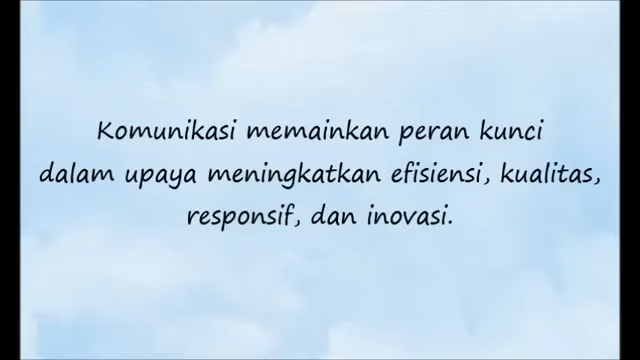 Komunikasi memainkan peran kunci
dalam upaya meningkatkan efisiensi, kualitas,
responsif, dan inovasi.